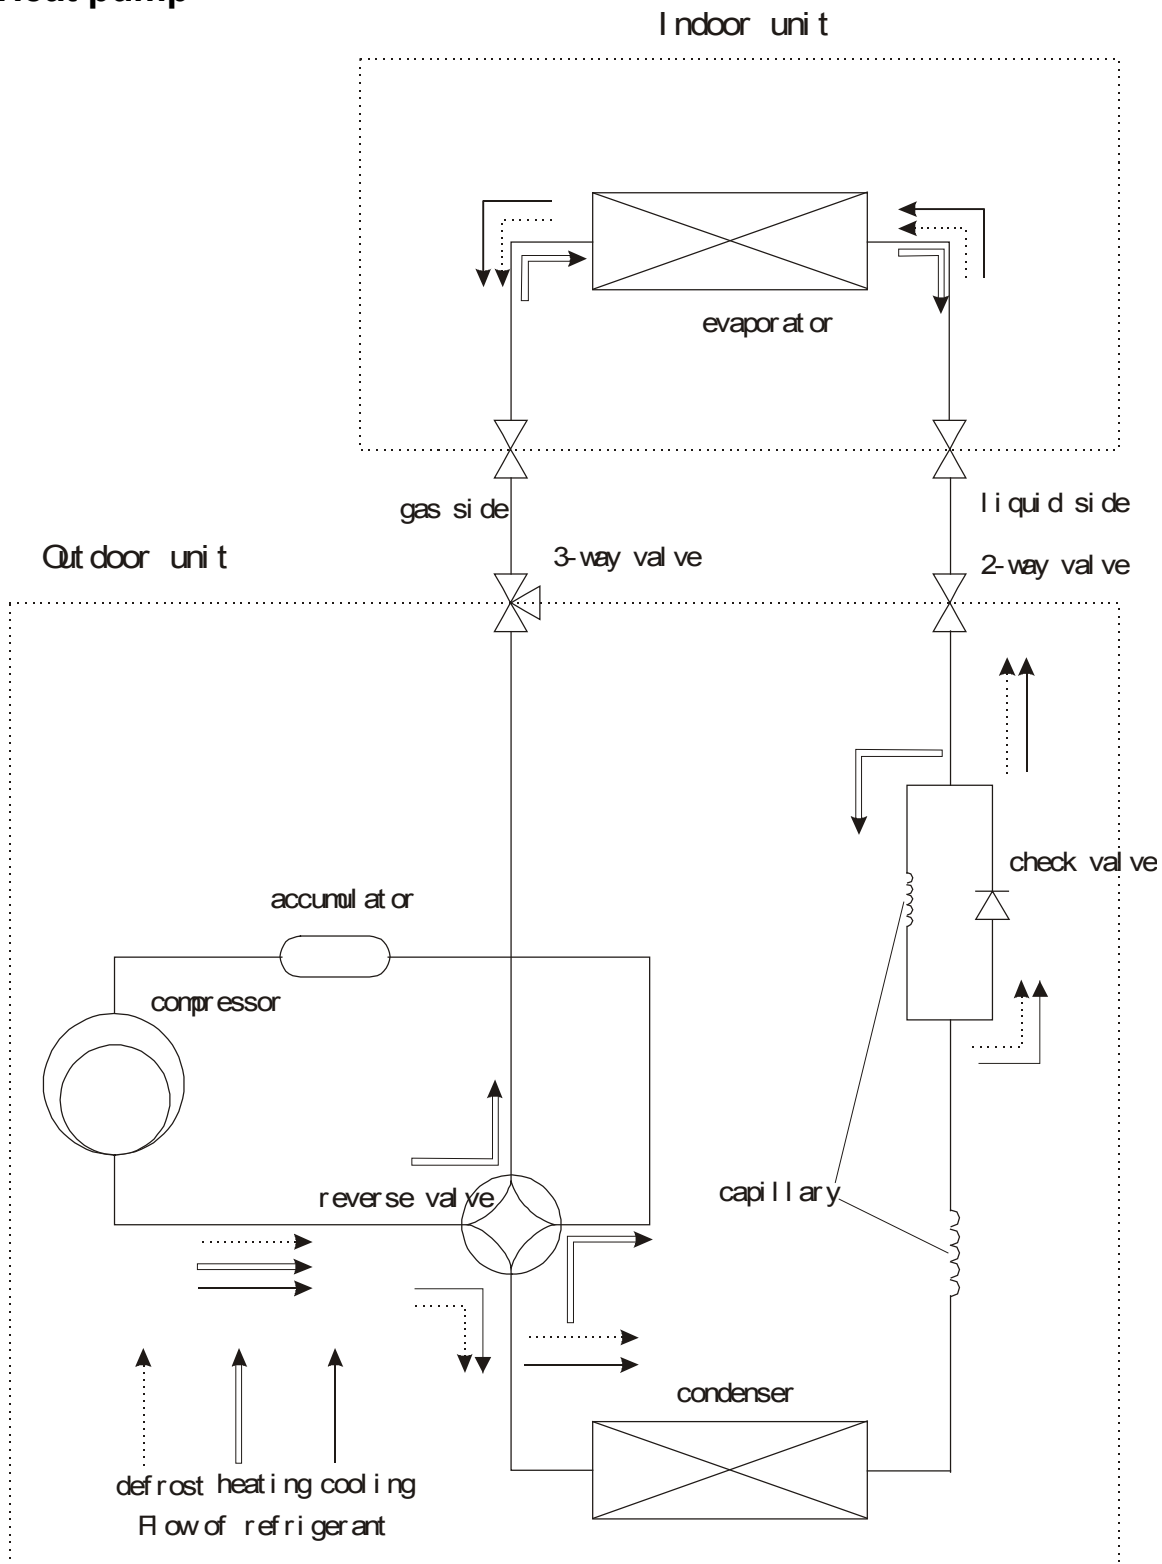 Heat pump
Indoor unit
evaporator
gas side
liquid side
Outdoor unit
3-way valve
2-way valve
check valve
accumulator
compressor
reverse valve
capillary
condenser
defrost heating cooling
Flow of refrigerant